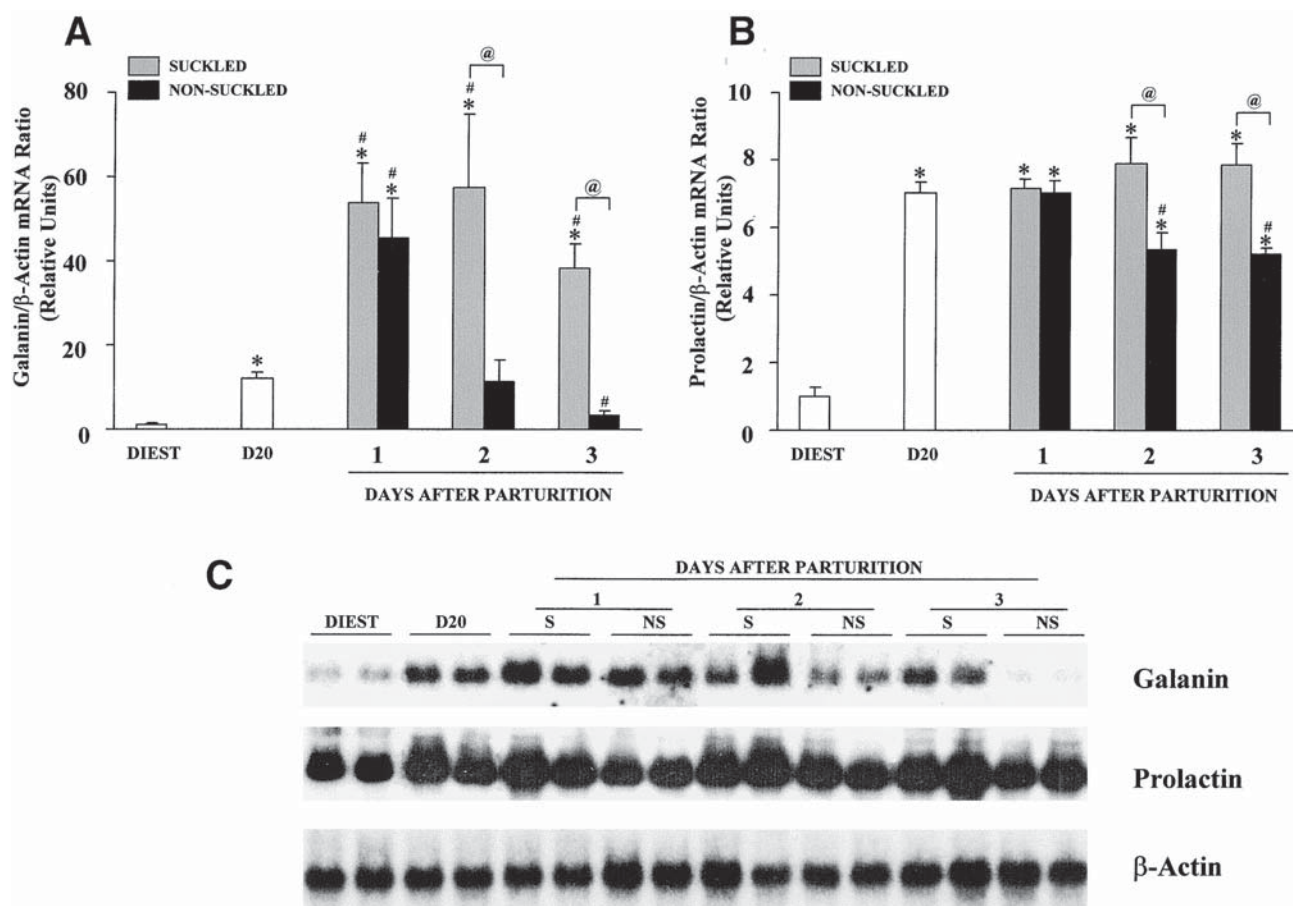 A
SUCKLED
NON-SUCKLED
Galanin/β-Actin mRNA Ratio
(Relative Units)
80
60
40
20
0
@
@
#
*
#
*
#
*
#
*
#
*
DIEST
D20
1
2
3
DAYS AFTER PARTURITION
B
SUCKLED
NON-SUCKLED
Prolactin/β-Actin mRNA Ratio
(Relative Units)
10
8
6
4
2
0
@
@
*
*
*
*
*
#
*
#
*
DIEST
D20
1
2
3
DAYS AFTER PARTURITION
C
DAYS AFTER PARTURITION
1
2
3
DIEST
D20
S
NS
S
NS
S
NS
Galanin
Prolactin
β-Actin